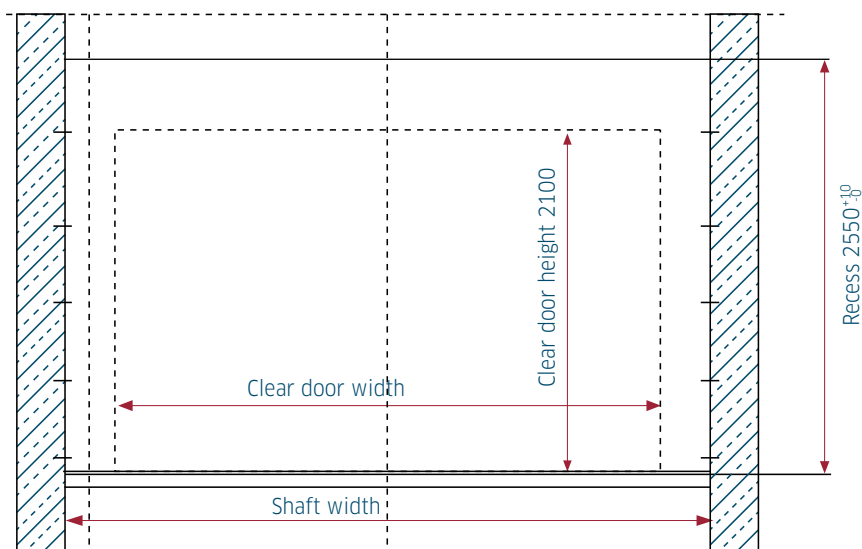 Clear door height 2100
Recess 2550 +10 -0
Clear door width
Shaft width